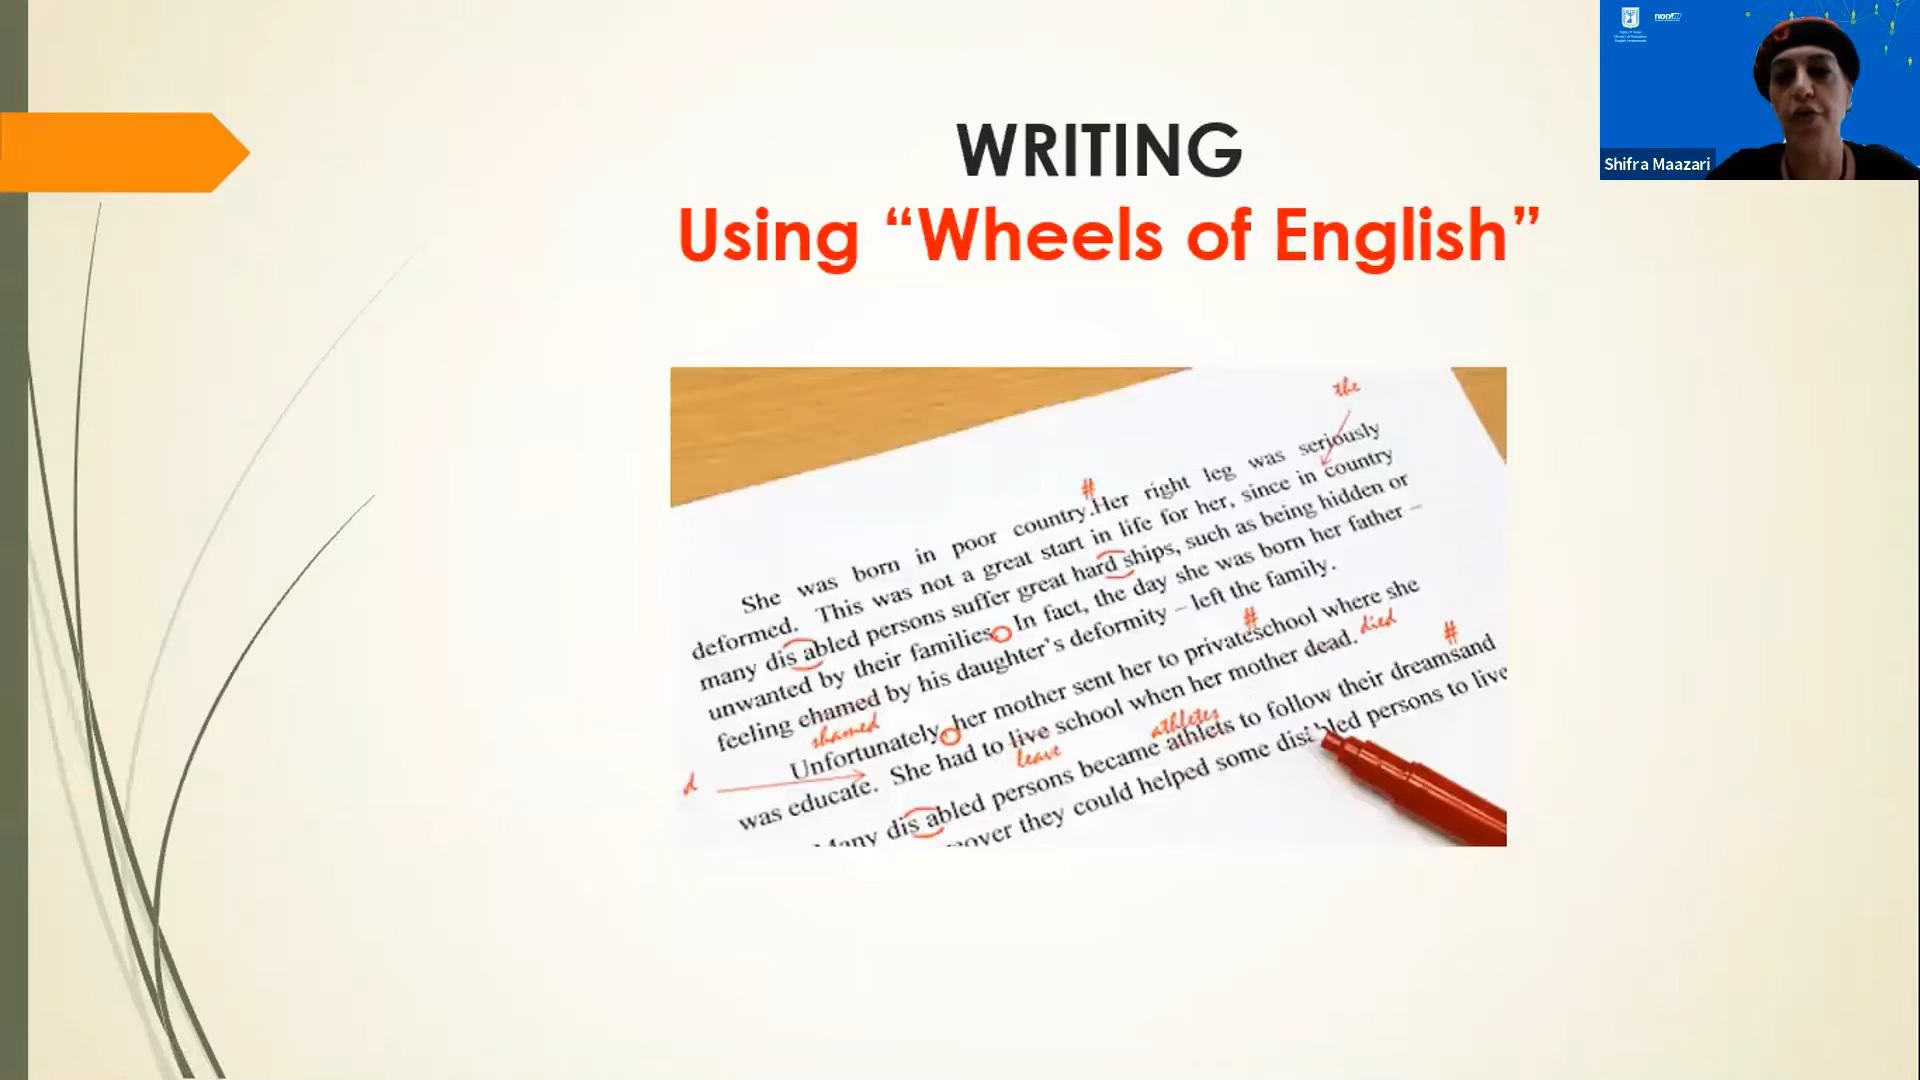 WRITING
Using “Wheels of English”
the
#
She was born in poor country.Her right leg was seriously
deformed. This was not a great start in life for her, since in country
many dis abled persons suffer great hard ships, such as being hidden or
unwanted by their families. In fact, the day she was born her father –
feeling ehamed by his daughter’s deformity – left the family.
shamed
#
Unfortunately, her mother sent her to privateschool where she
died
d
was educate. She had to live school when her mother dead.
leave
athletes
#
Many dis abled persons became athlets to follow their dreamsand
they could helped some disabled persons to live
Shifra Maazari